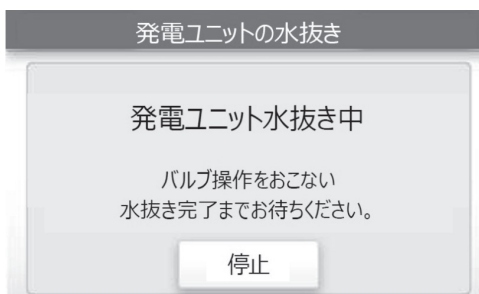 発電ユニットの水抜き
発電ユニット水抜き中
バルブ操作をおこない
水抜き完了までお待ちください。
停止